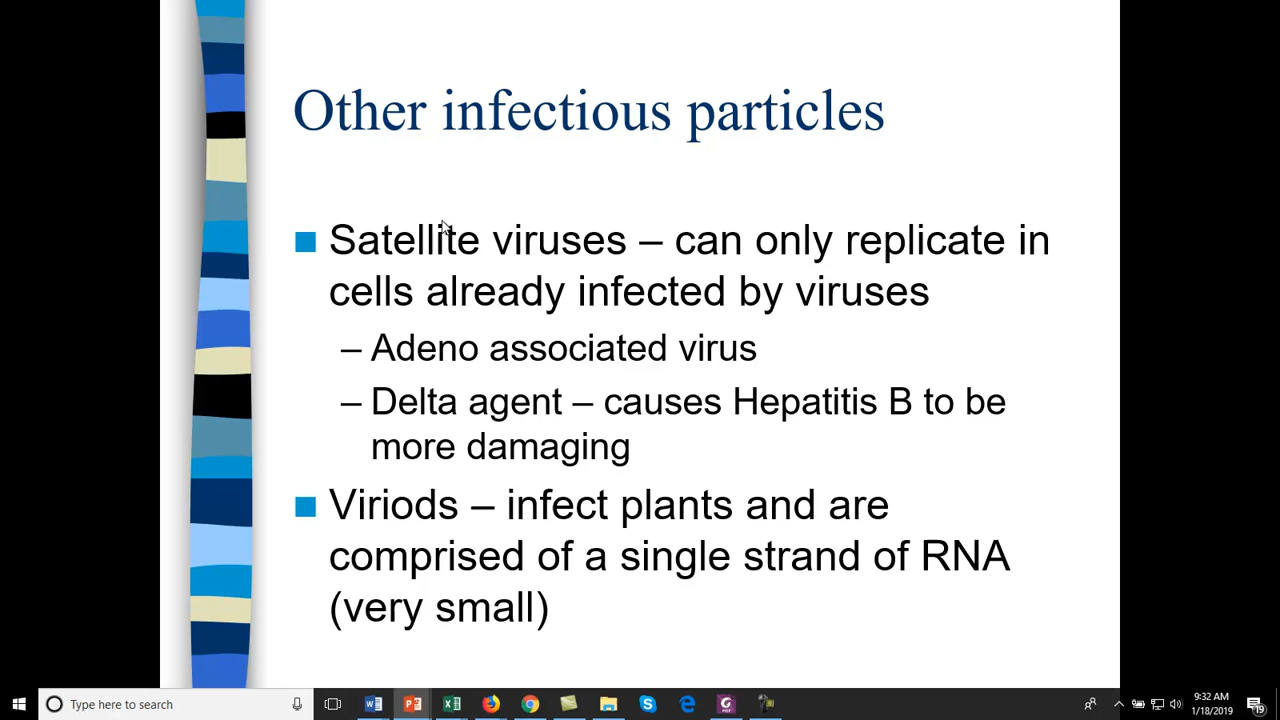 Other infectious particles
Satellite viruses – can only replicate in
cells already infected by viruses
– Adeno associated virus
– Delta agent – causes Hepatitis B to be
more damaging
Viriods – infect plants and are
comprised of a single strand of RNA
(very small)
Type here to search
9:32 AM
1/18/2019
19